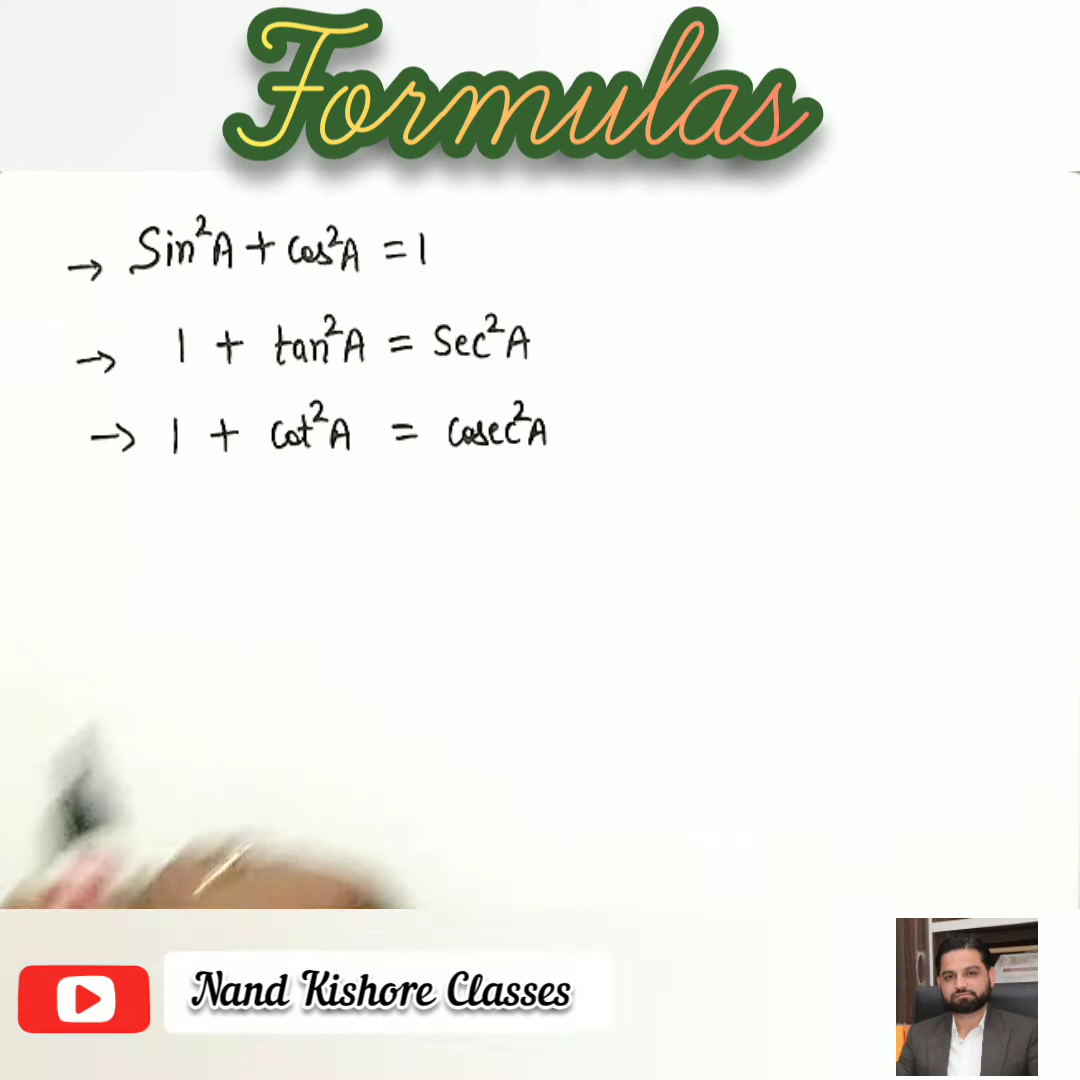 Formulas
→ Sin²A + cos²A = 1
→ 1 + tan²A = Sec²A
→ 1 + cot²A = cosec²A
Nand Kishore Classes